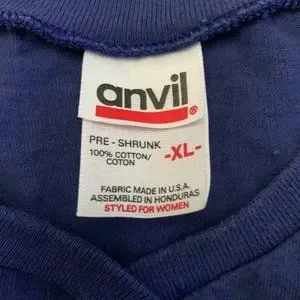 anvil®
PRE - SHRUNK
100% COTTON/
COTON
-XL-
FABRIC MADE IN U.S.A.
ASSEMBLED IN HONDURAS
STYLED FOR WOMEN